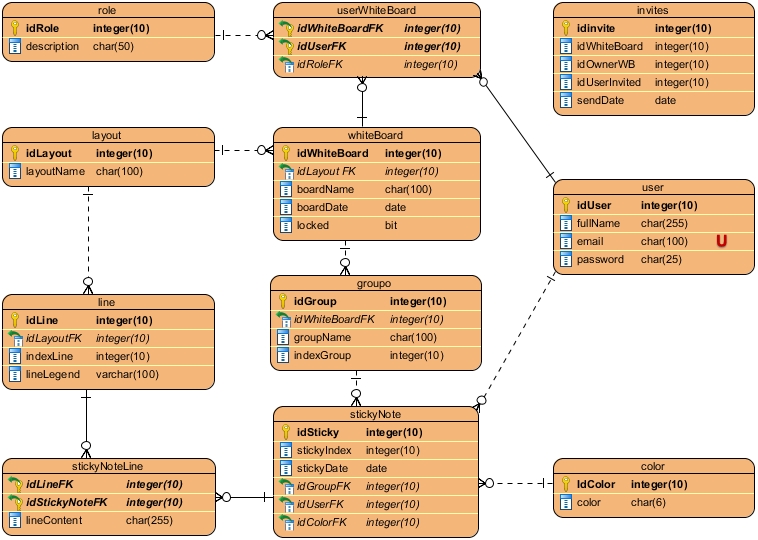 role
idRole integer(10)
description char(50)
userWhiteBoard
idWhiteBoardFK integer(10)
idUserFK integer(10)
idRoleFK integer(10)
invites
idinvite integer(10)
idWhiteBoard integer(10)
idOwnerWB integer(10)
idUserInvited integer(10)
sendDate date
layout
idLayout integer(10)
layoutName char(100)
whiteBoard
idWhiteBoard integer(10)
idLayout FK integer(10)
boardName char(100)
boardDate date
locked bit
user
idUser integer(10)
fullName char(255)
email char(100) U
password char(25)
line
idLine integer(10)
idLayoutFK integer(10)
indexLine integer(10)
lineLegend varchar(100)
groupo
idGroup integer(10)
idWhiteBoardFK integer(10)
groupName char(100)
indexGroup integer(10)
stickyNoteLine
idLineFK integer(10)
idStickyNoteFK integer(10)
lineContent char(255)
stickyNote
idSticky integer(10)
stickyIndex integer(10)
stickyDate date
idGroupFK integer(10)
idUserFK integer(10)
idColorFK integer(10)
color
IdColor integer(10)
color char(6)